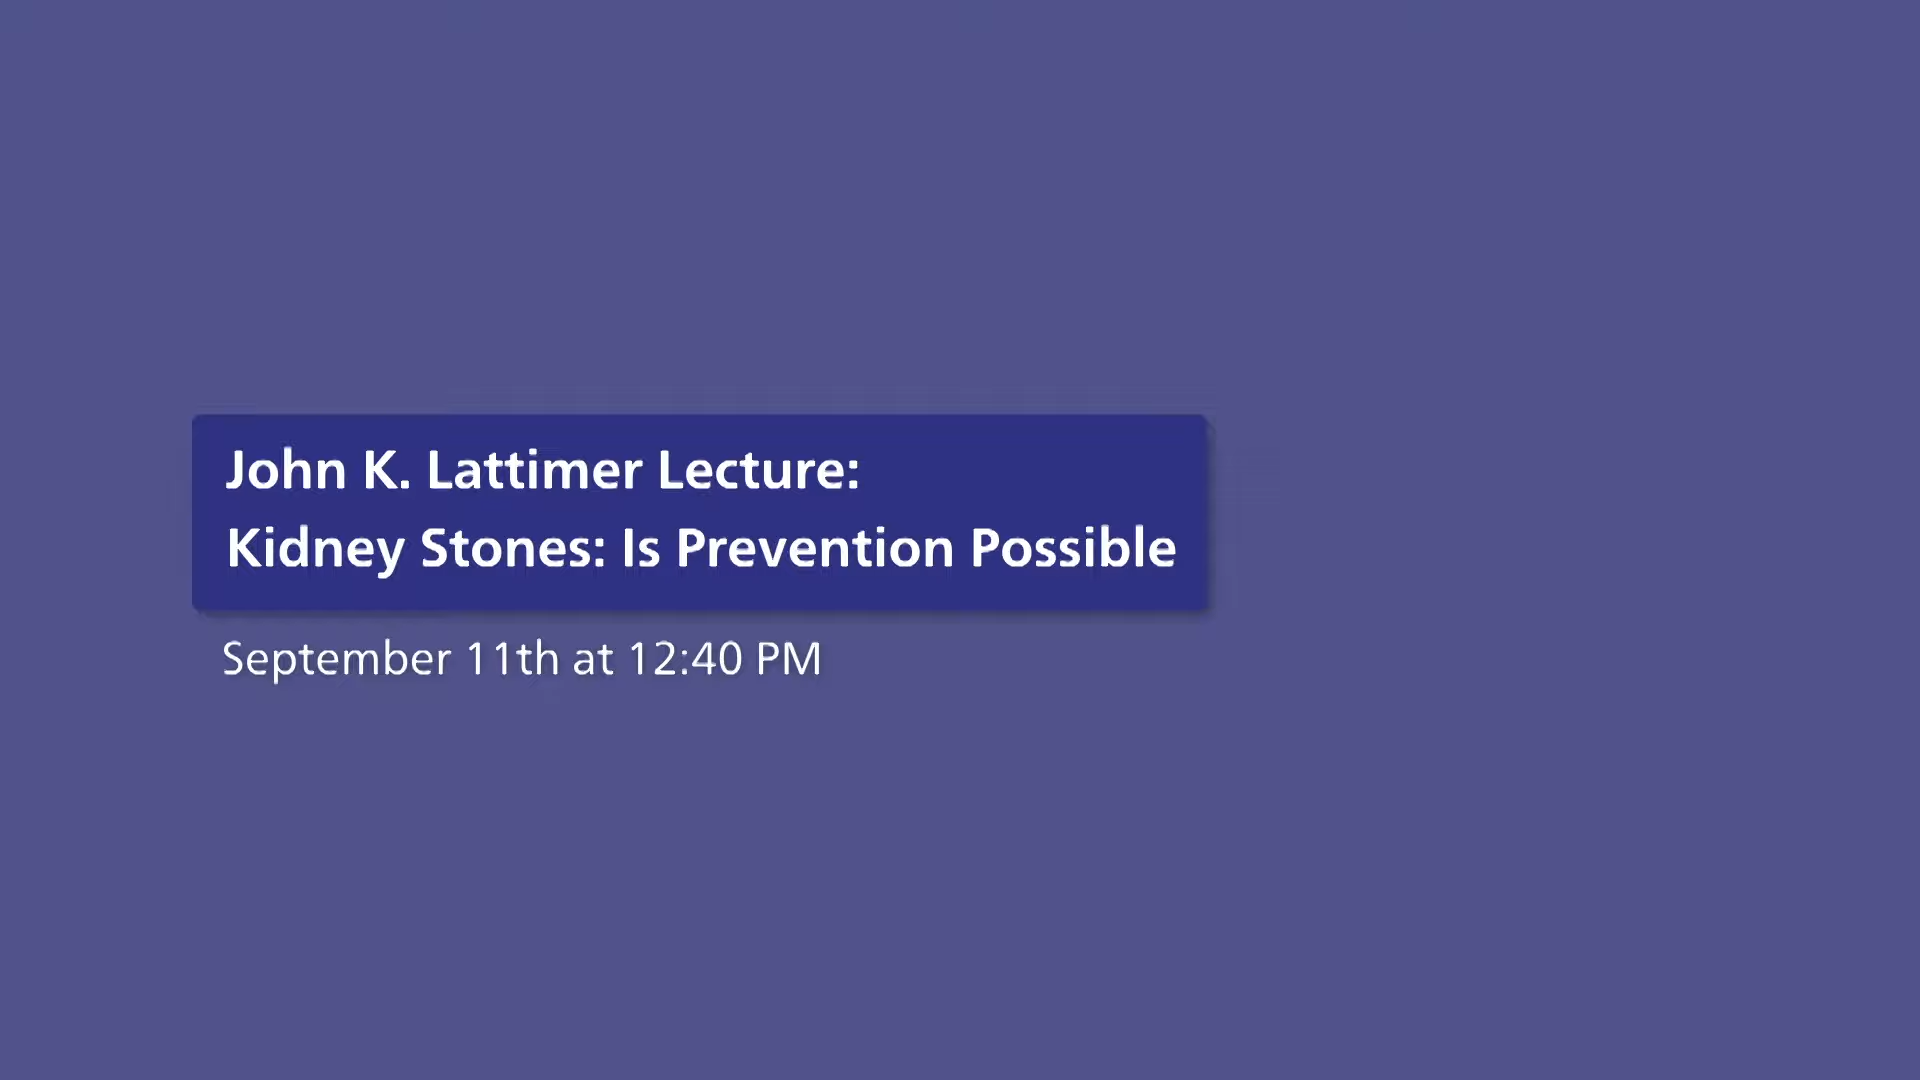 John K. Lattimer Lecture:
Kidney Stones: Is Prevention Possible
September 11th at 12:40 PM